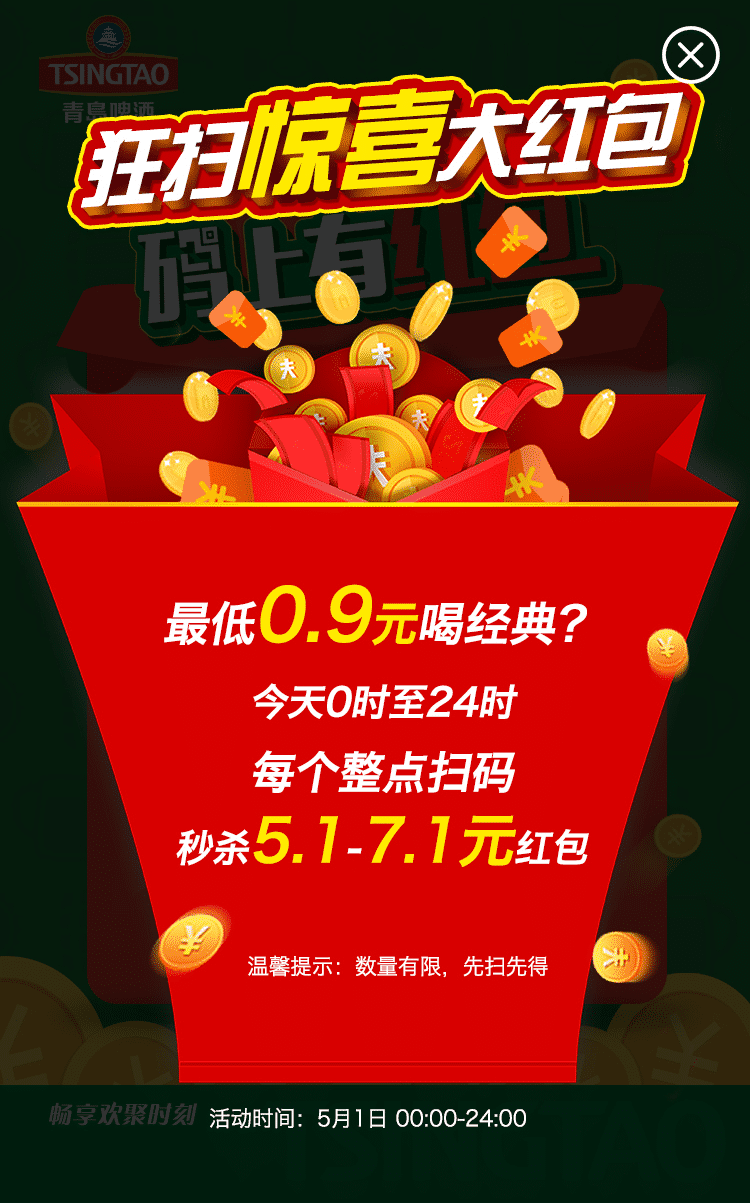 TSINGTAO
青島啤酒
狂扫惊喜大红包
码上有红包
最低0.9元喝经典?
今天0时至24时
每个整点扫码
秒杀5.1-7.1元红包
温馨提示：数量有限，先扫先得
畅享欢聚时刻 活动时间：5月1日 00:00-24:00
TSINGTAO